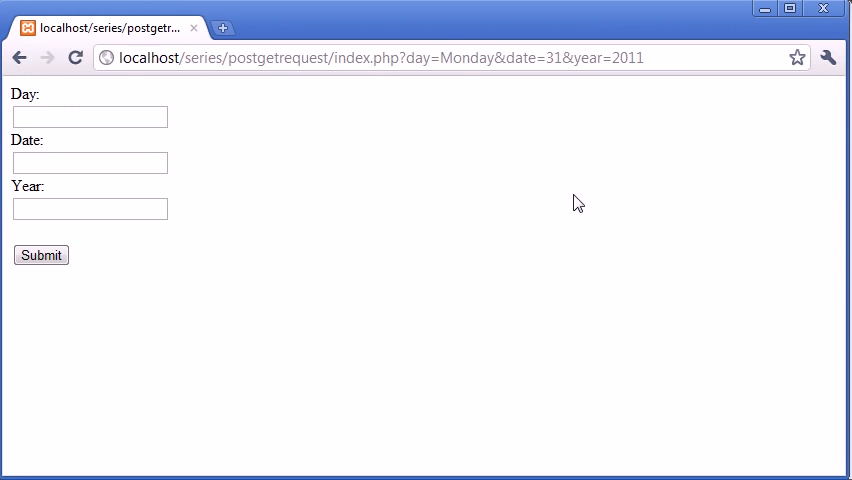 localhost/series/postgetr...
localhost/series/postgetrequest/index.php?day=Monday&date=31&year=2011
Day:
Date:
Year:
Submit